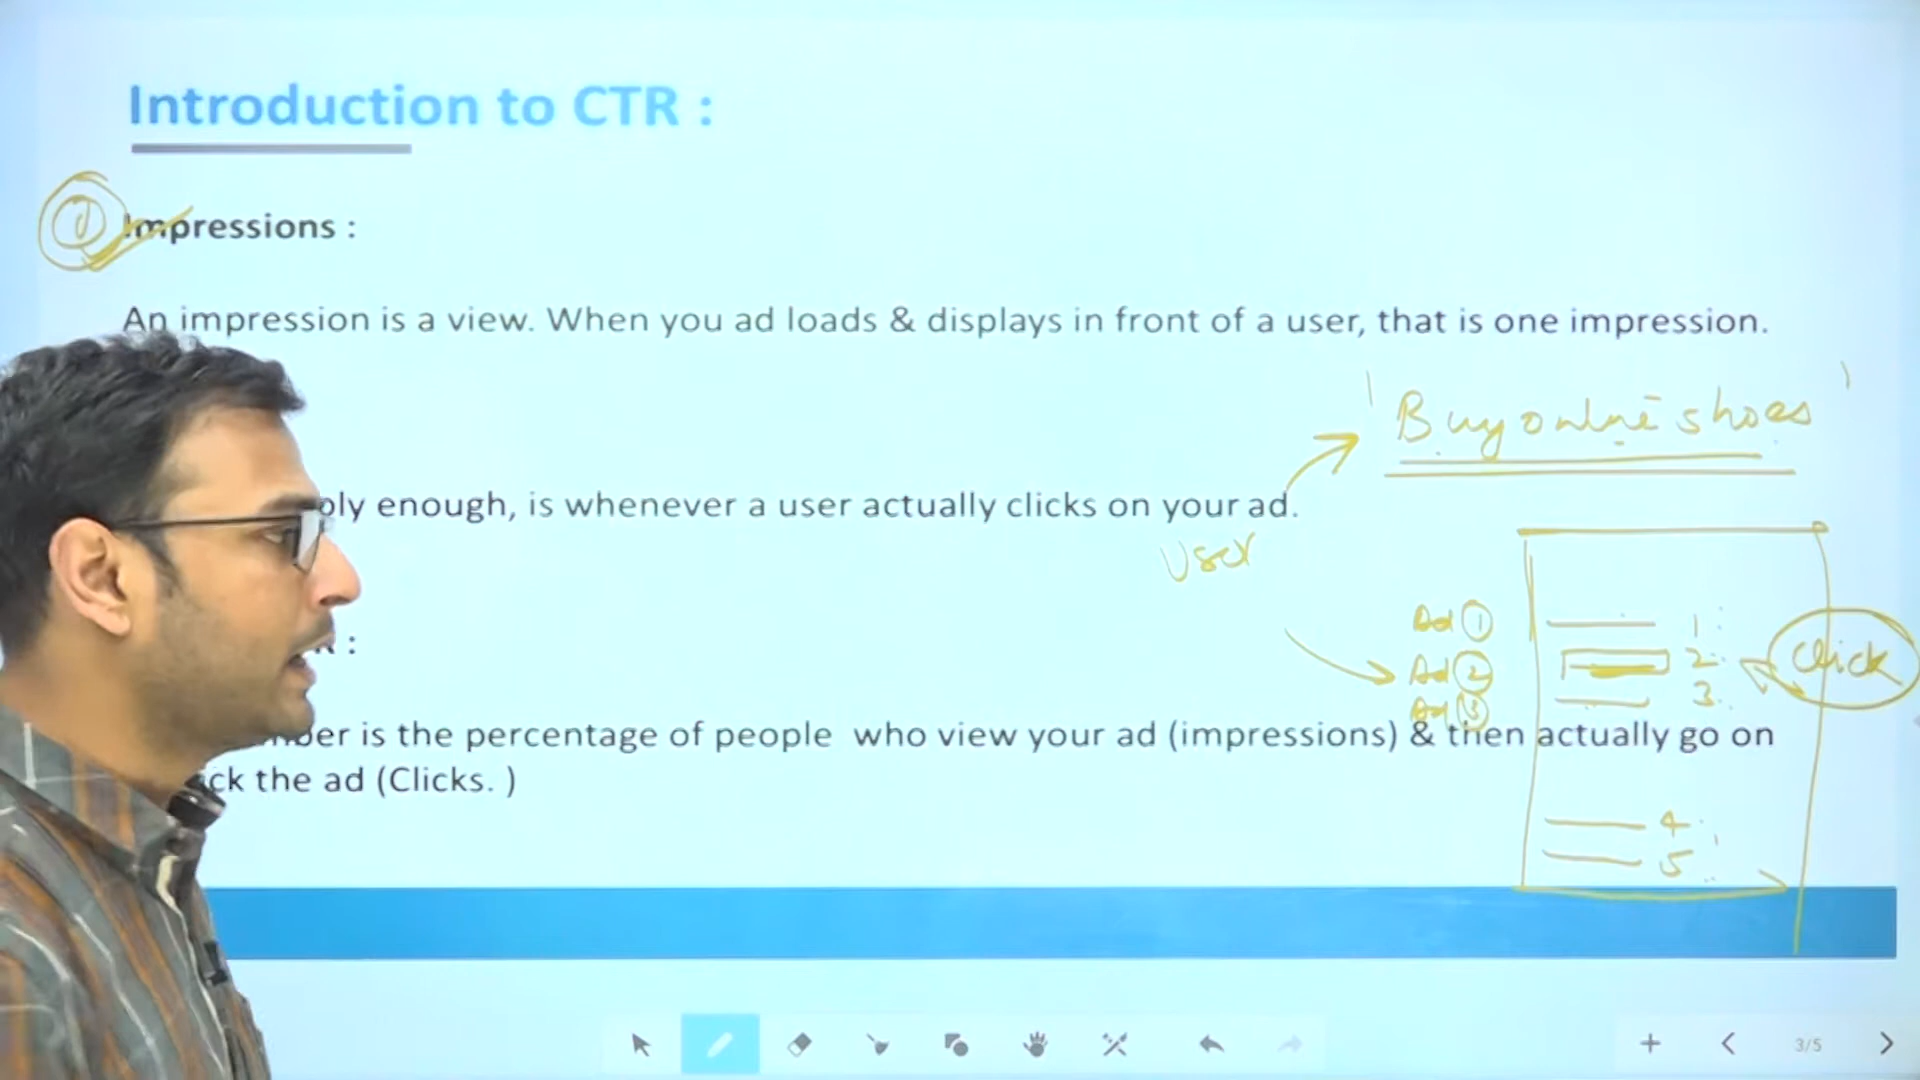 Introduction to CTR :
① Impressions :
An impression is a view. When you ad loads & displays in front of a user, that is one impression.
' Buy online shoes '
enough, is whenever a user actually clicks on your ad.
User
Ad ① 1
Ad ② 2 Click
Ad ③ 3
is the percentage of people who view your ad (impressions) & then actually go on
the ad (Clicks. )
4
5
3/5